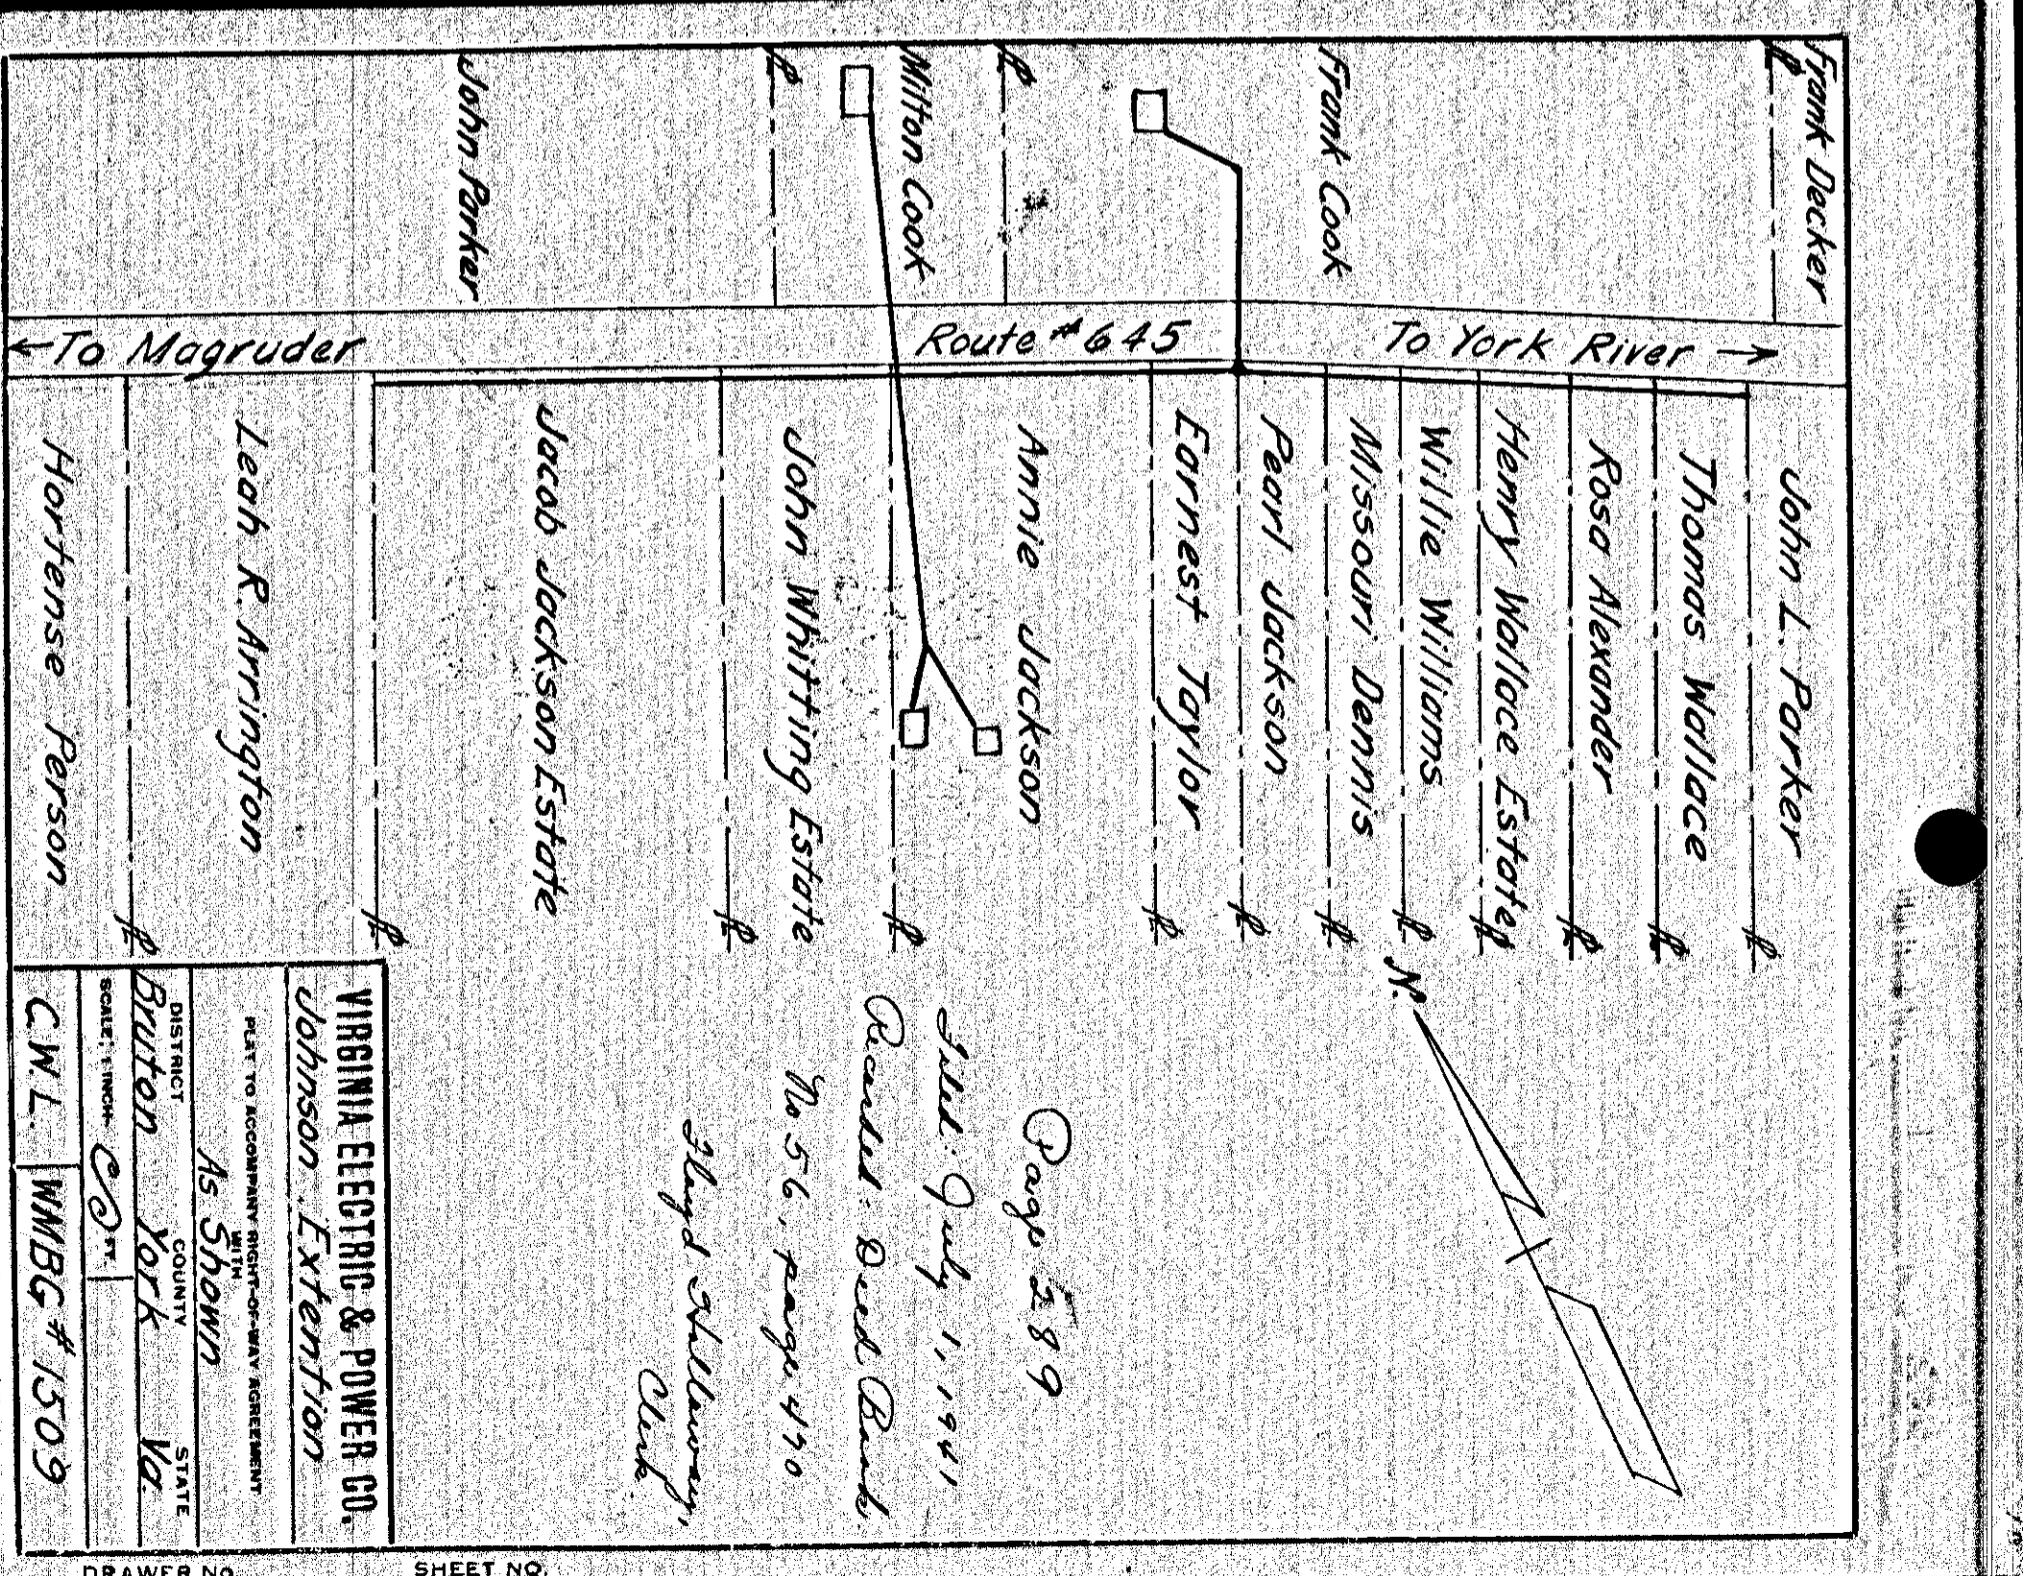 Frank Decker
Frank Cook
Milton Cook
John Parker
← To Magruder
Route # 645
To York River →
John L. Parker
Thomas Wallace
Rosa Alexander
Henry Wallace Estate
Willie Williams
Missouri Dennis
Pearl Jackson
Earnest Taylor
Annie Jackson
John Whitting Estate
Jacob Jackson Estate
Leah R. Arrington
Hortense Person
N.
Page 289
Filed: July 1, 1941
Recorded: Deed Book
No 56, page 470
Floyd Holloway,
Clerk.
VIRGINIA ELECTRIC & POWER CO.
Johnson Extention
PLAT TO ACCOMPANY RIGHT-OF-WAY AGREEMENT
WITH
As Shown
DISTRICT COUNTY STATE
Bruton York Va.
SCALE, 1 INCH FT.
C.W.L. WMBG # 1509
DRAWER NO.
SHEET NO.